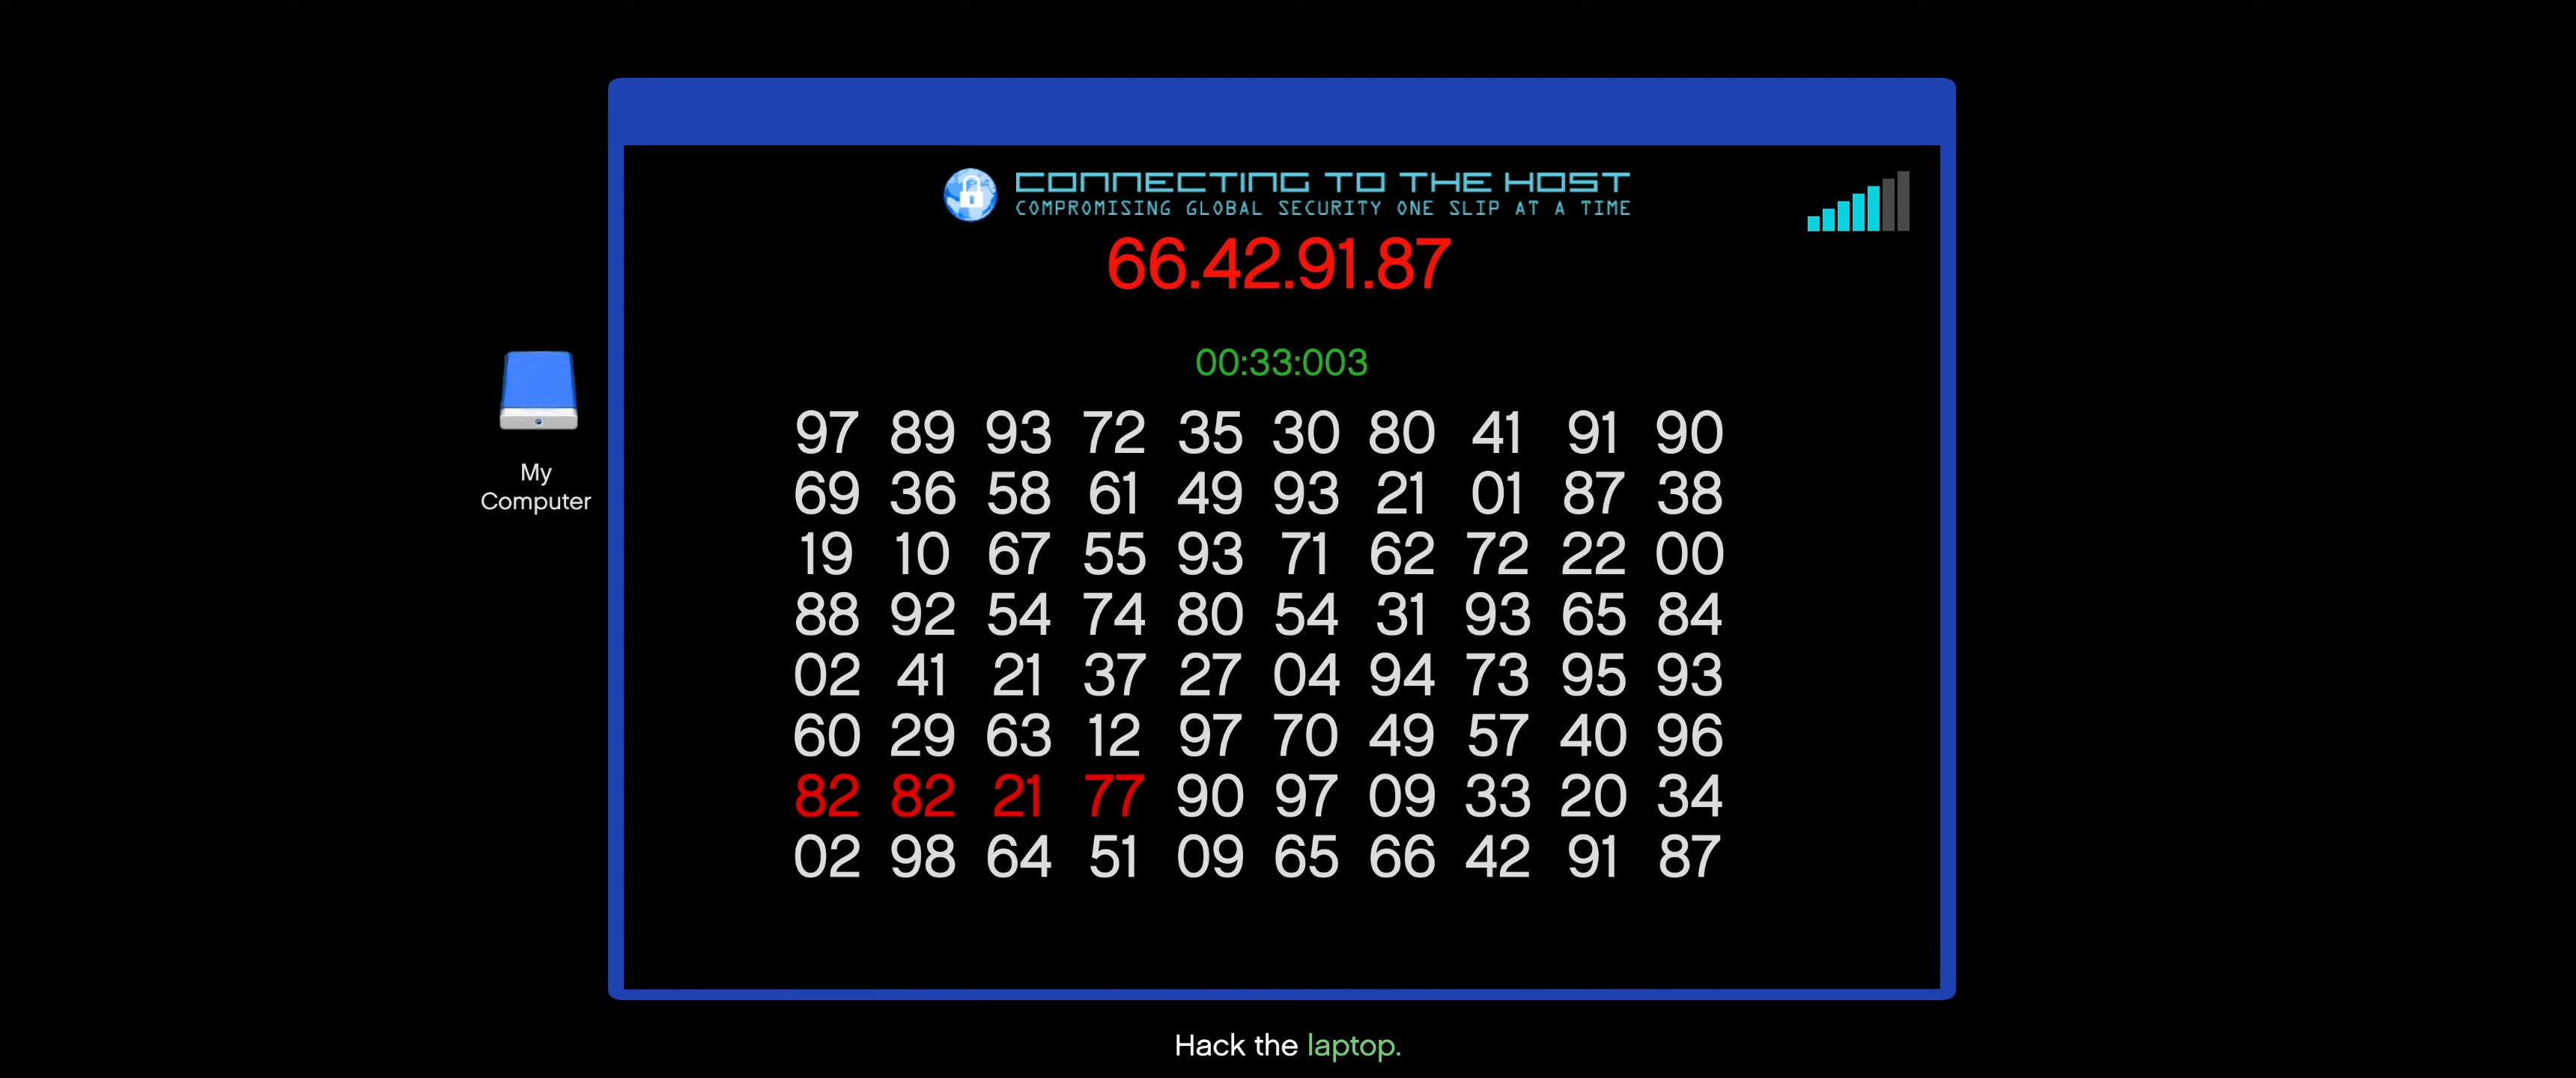 CONNECTING TO THE HOST
COMPROMISING GLOBAL SECURITY ONE SLIP AT A TIME
66.42.91.87
00:33:003
97 89 93 72 35 30 80 41 91 90
69 36 58 61 49 93 21 01 87 38
19 10 67 55 93 71 62 72 22 00
88 92 54 74 80 54 31 93 65 84
02 41 21 37 27 04 94 73 95 93
60 29 63 12 97 70 49 57 40 96
82 82 21 77 90 97 09 33 20 34
02 98 64 51 09 65 66 42 91 87
My
Computer
Hack the laptop.